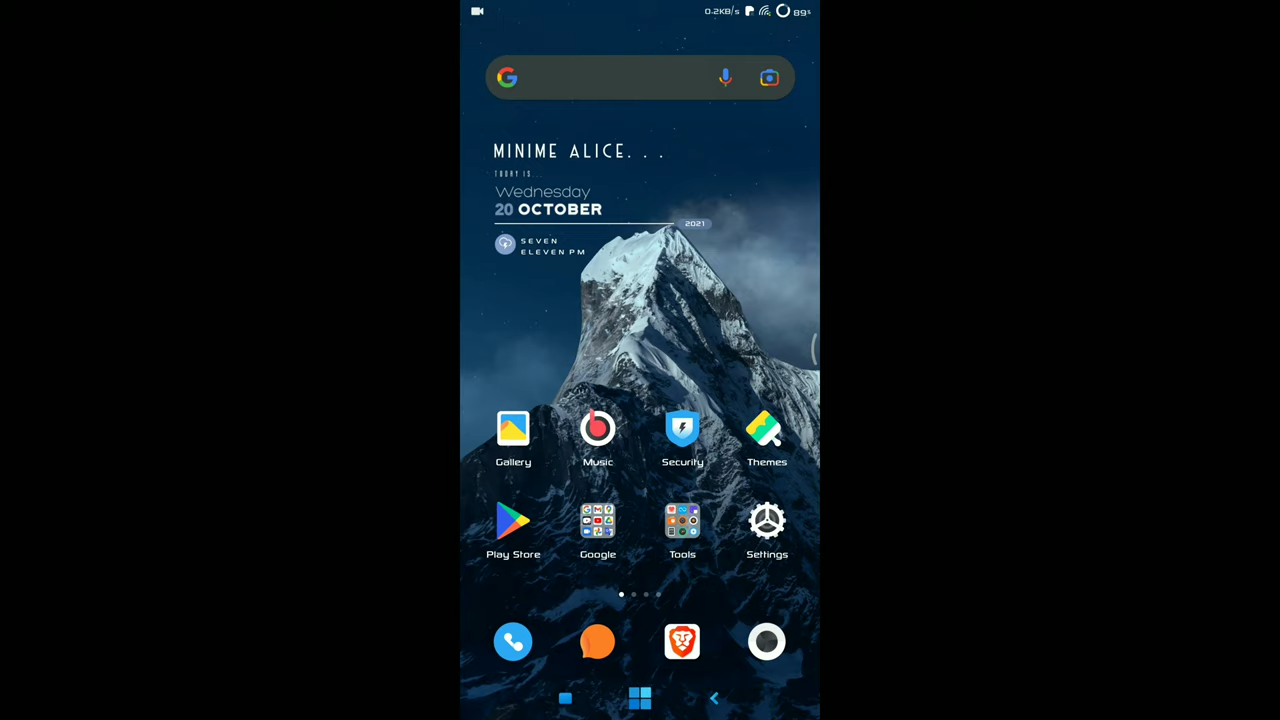 0.2KB/s 89%
MINIME ALICE. . .
TODAY IS...
Wednesday
20 OCTOBER
2021
SEVEN
ELEVEN PM
Gallery Music Security Themes
Play Store Google Tools Settings